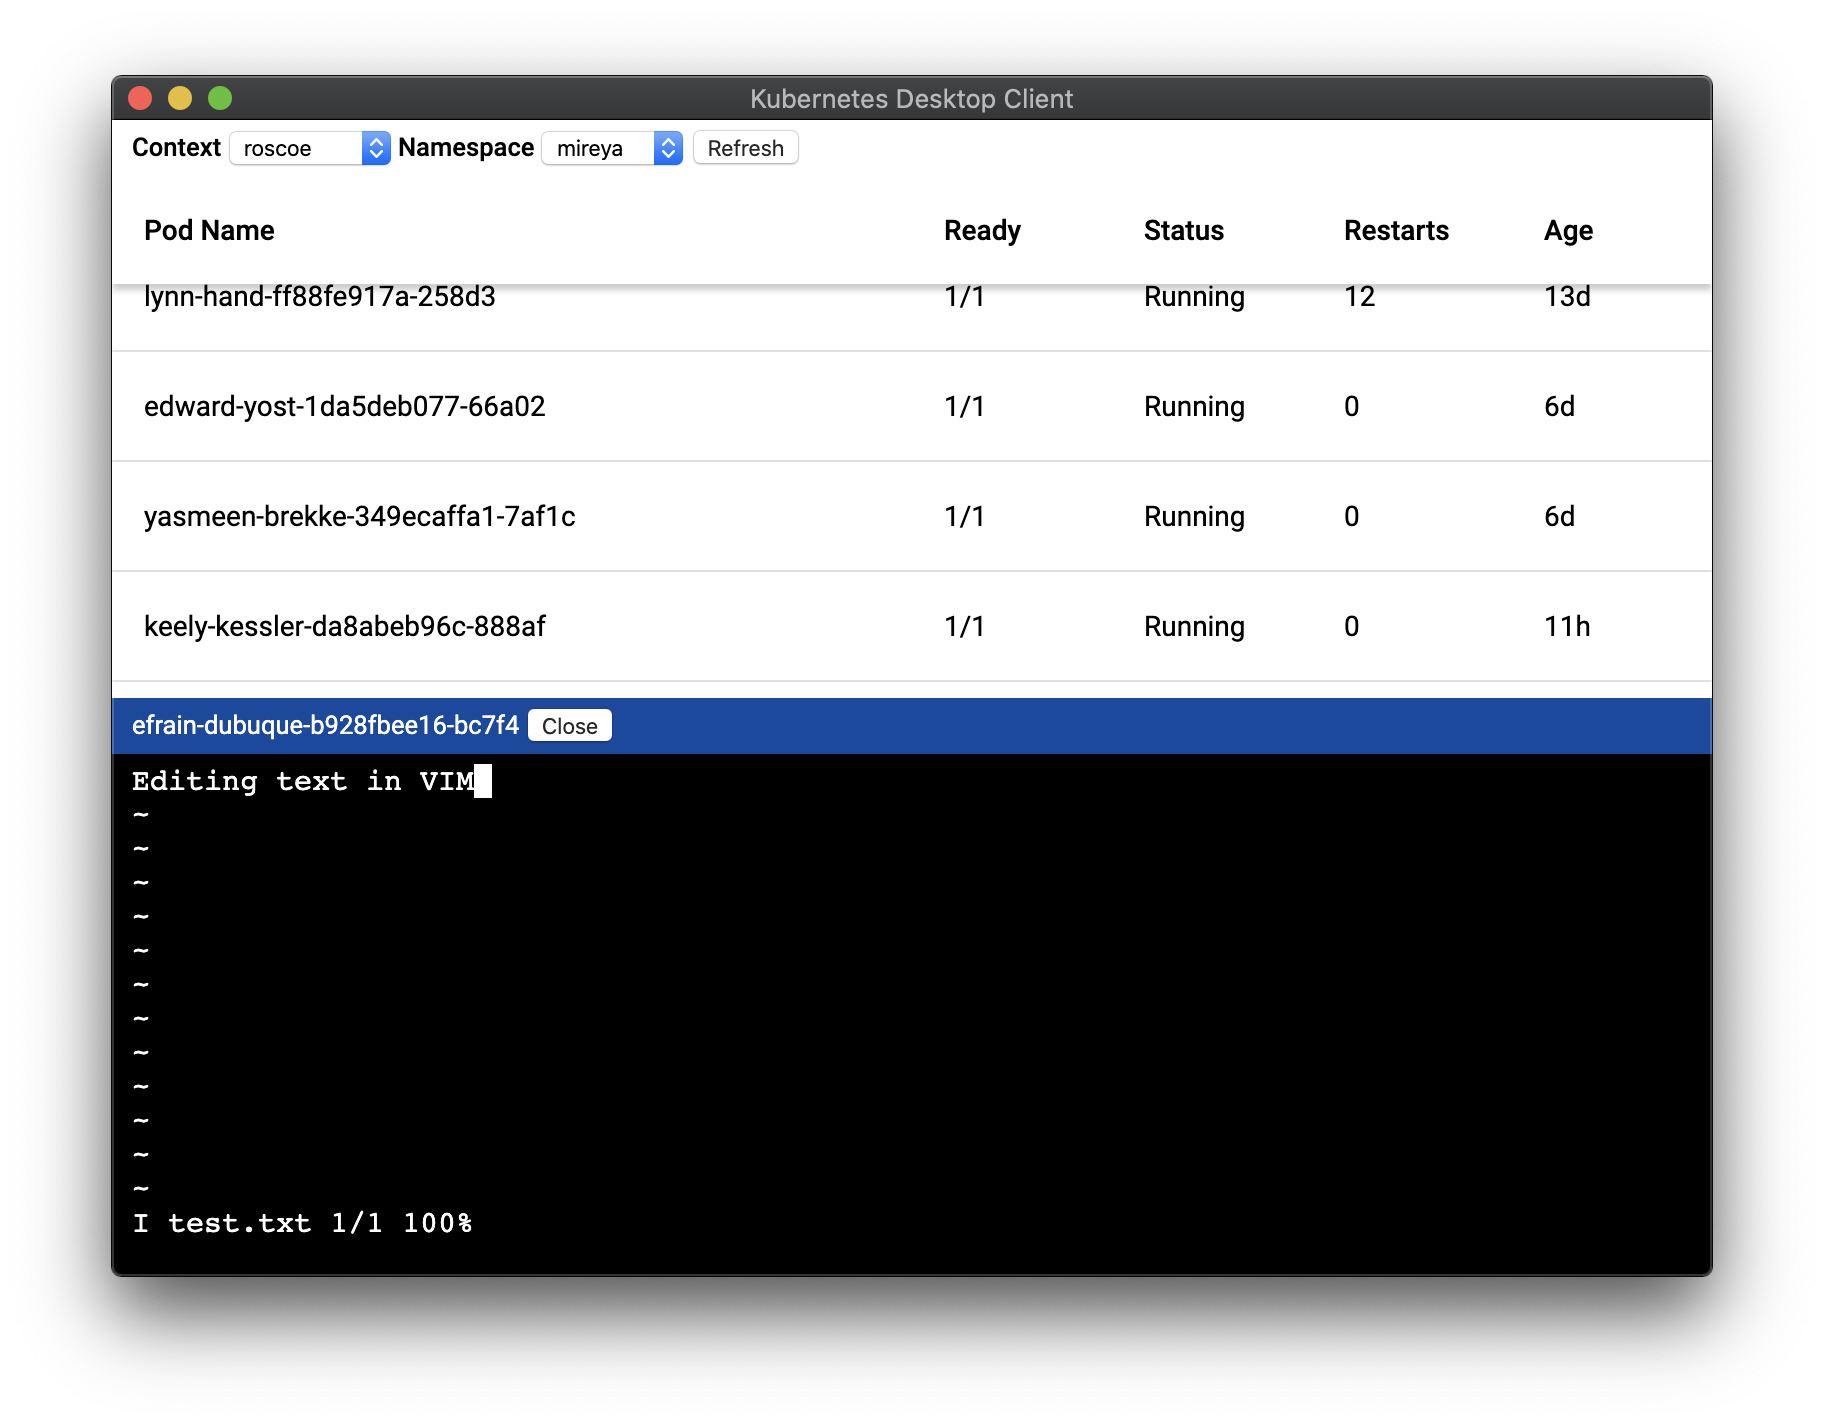 Kubernetes Desktop Client
Context roscoe Namespace mireya Refresh
Pod Name Ready Status Restarts Age
lynn-hand-ff88fe917a-258d3 1/1 Running 12 13d
edward-yost-1da5deb077-66a02 1/1 Running 0 6d
yasmeen-brekke-349ecaffa1-7af1c 1/1 Running 0 6d
keely-kessler-da8abeb96c-888af 1/1 Running 0 11h
efrain-dubuque-b928fbee16-bc7f4 Close
Editing text in VIM
~
~
~
~
~
~
~
~
~
~
~
~
I test.txt 1/1 100%